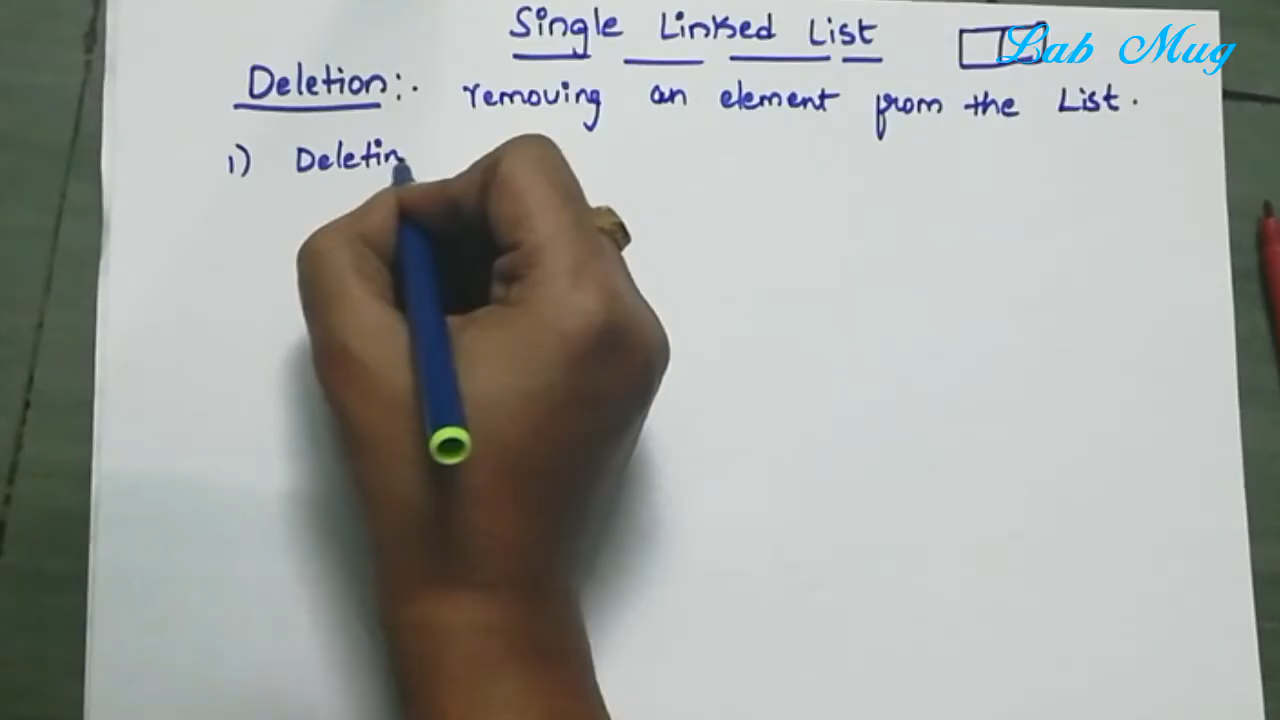 Single Linked List
Lab Mug
Deletion:- removing an element from the List.
1) Deletin